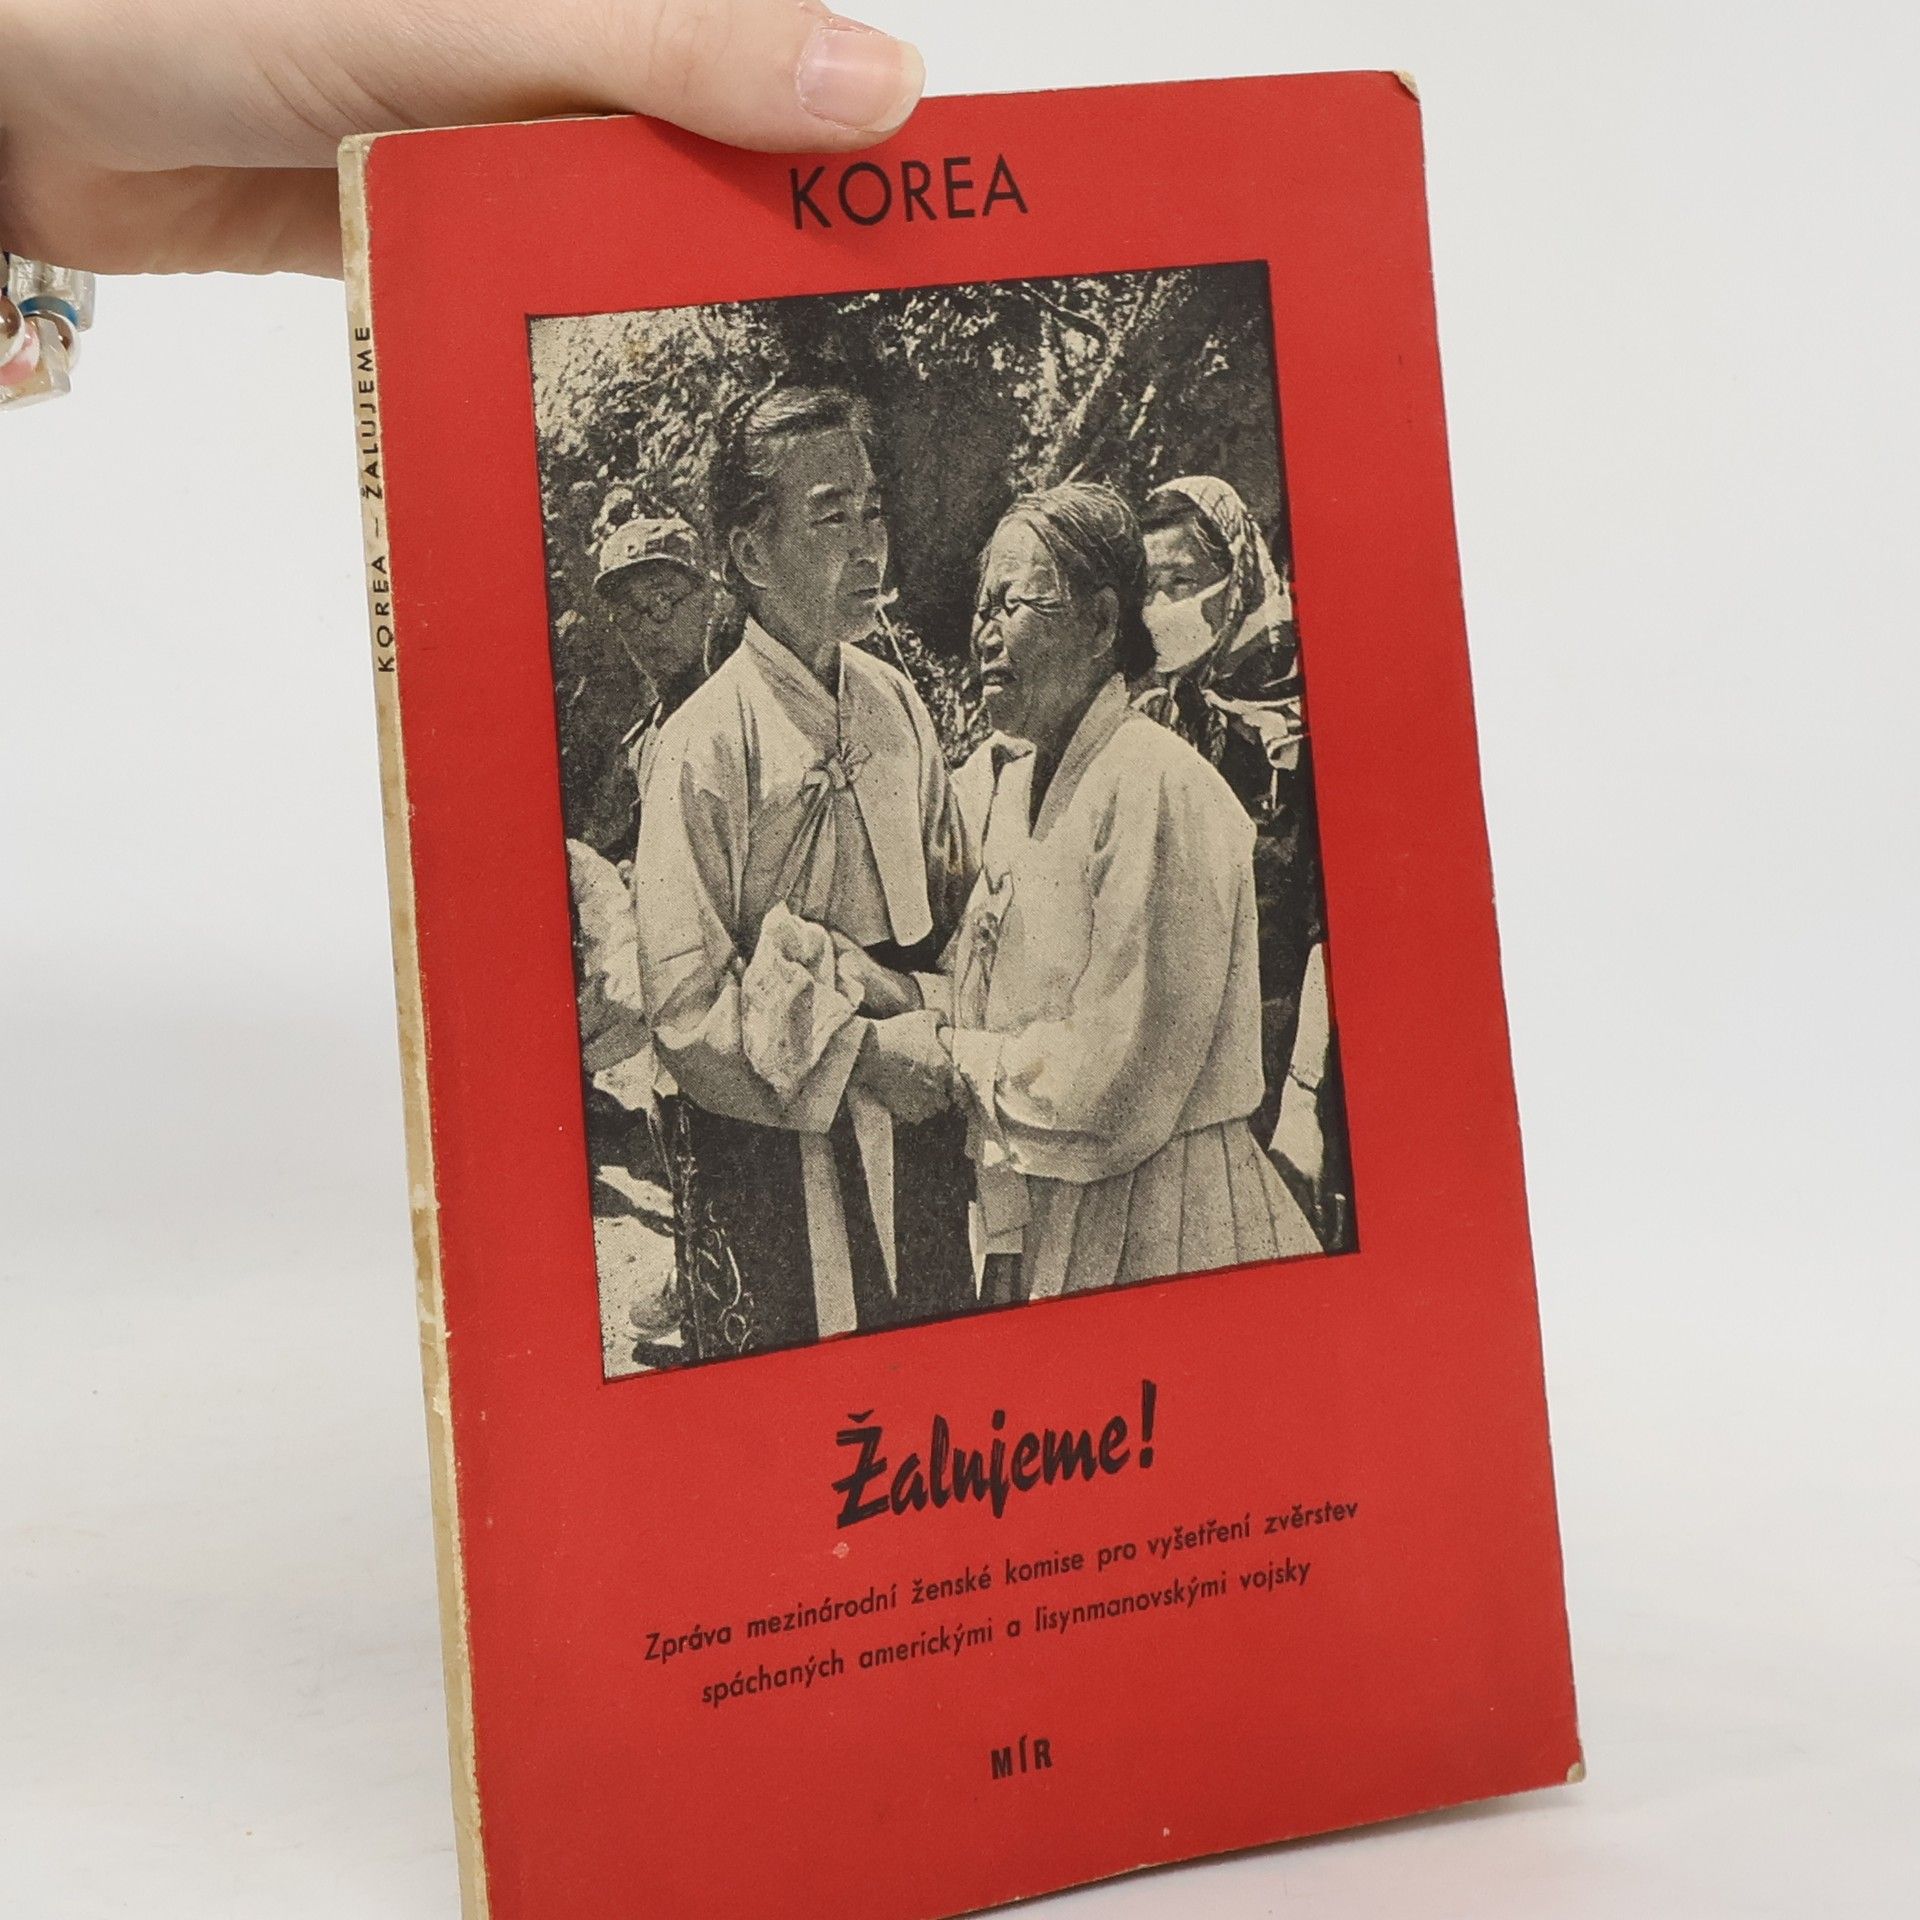 KOREA
KOREA – ŽALUJEME
Žalujeme!
Zpráva mezinárodní ženské komise pro vyšetření zvěrstev
spáchaných americkými a lisynmanovskými vojsky
MÍR